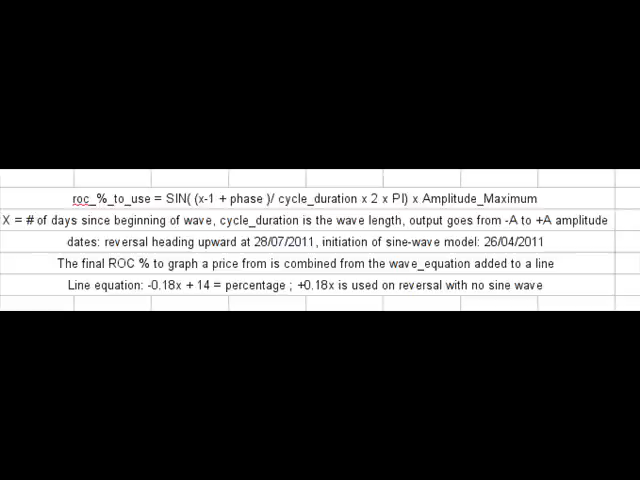 roc_%_to_use = SIN( (x-1 + phase )/ cycle_duration x 2 x PI) x Amplitude_Maximum
X = # of days since beginning of wave, cycle_duration is the wave length, output goes from -A to +A amplitude
dates: reversal heading upward at 28/07/2011, initiation of sine-wave model: 26/04/2011
The final ROC % to graph a price from is combined from the wave_equation added to a line
Line equation: -0.18x + 14 = percentage ; +0.18x is used on reversal with no sine wave